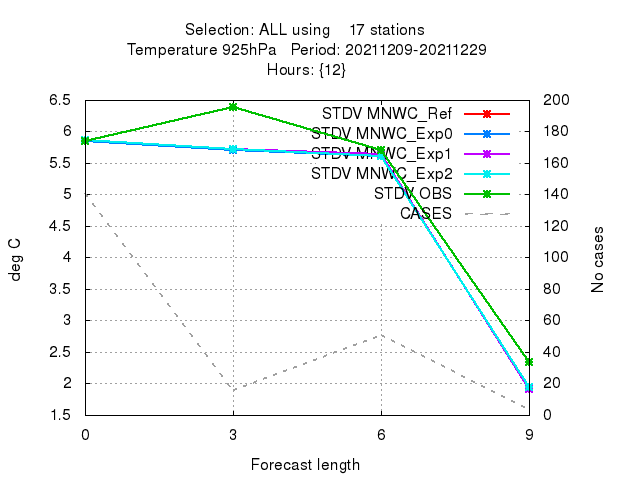 Selection: ALL using 17 stations
Temperature 925hPa Period: 20211209-20211229
Hours: {12}
STDV MNWC_Ref
STDV MNWC_Exp0
STDV MNWC_Exp1
STDV MNWC_Exp2
STDV OBS
CASES
6.5
6
5.5
5
4.5
4
3.5
3
2.5
2
1.5
200
180
160
140
120
100
80
60
40
20
0
deg C
No cases
0 3 6 9
Forecast length